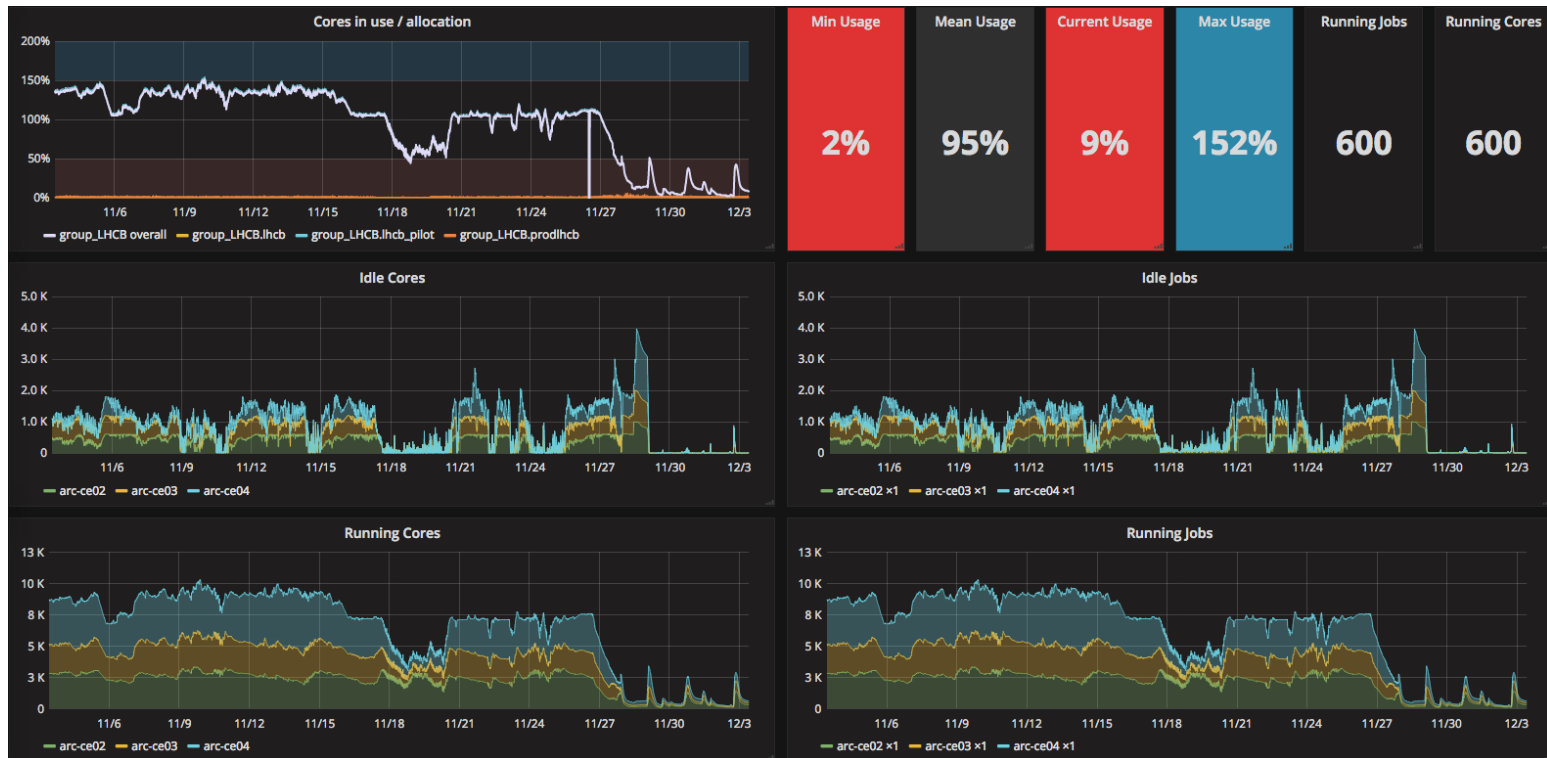 Cores in use / allocation
200%
150%
100%
50%
0%
11/6 11/9 11/12 11/15 11/18 11/21 11/24 11/27 11/30 12/3
group_LHCB overall group_LHCB.lhcb group_LHCB.lhcb_pilot group_LHCB.prodlhcb
Min Usage
2%
Mean Usage
95%
Current Usage
9%
Max Usage
152%
Running Jobs
600
Running Cores
600
Idle Cores
5.0 K
4.0 K
3.0 K
2.0 K
1.0 K
0
11/6 11/9 11/12 11/15 11/18 11/21 11/24 11/27 11/30 12/3
arc-ce02 arc-ce03 arc-ce04
Idle Jobs
5.0 K
4.0 K
3.0 K
2.0 K
1.0 K
0
11/6 11/9 11/12 11/15 11/18 11/21 11/24 11/27 11/30 12/3
arc-ce02 ×1 arc-ce03 ×1 arc-ce04 ×1
Running Cores
13 K
10 K
8 K
5 K
3 K
0
11/6 11/9 11/12 11/15 11/18 11/21 11/24 11/27 11/30 12/3
arc-ce02 arc-ce03 arc-ce04
Running Jobs
13 K
10 K
8 K
5 K
3 K
0
11/6 11/9 11/12 11/15 11/18 11/21 11/24 11/27 11/30 12/3
arc-ce02 ×1 arc-ce03 ×1 arc-ce04 ×1